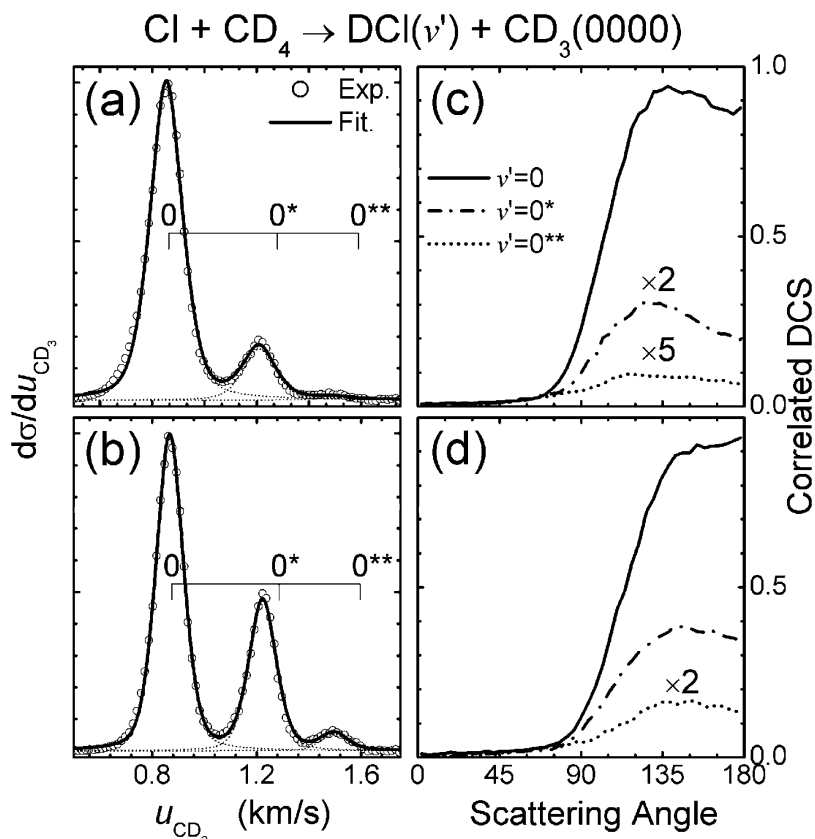 Cl + CD₄ → DCl(v') + CD₃(0000)
(a)
Exp.
Fit.
0 0* 0**
(b)
0 0* 0**
dσ/du_CD₃
0.8 1.2 1.6
u_CD₃ (km/s)
(c)
v'=0
v'=0*
v'=0**
×2
×5
1.0
0.5
0.0
(d)
×2
0.5
0.0
Correlated DCS
0 45 90 135 180
Scattering Angle